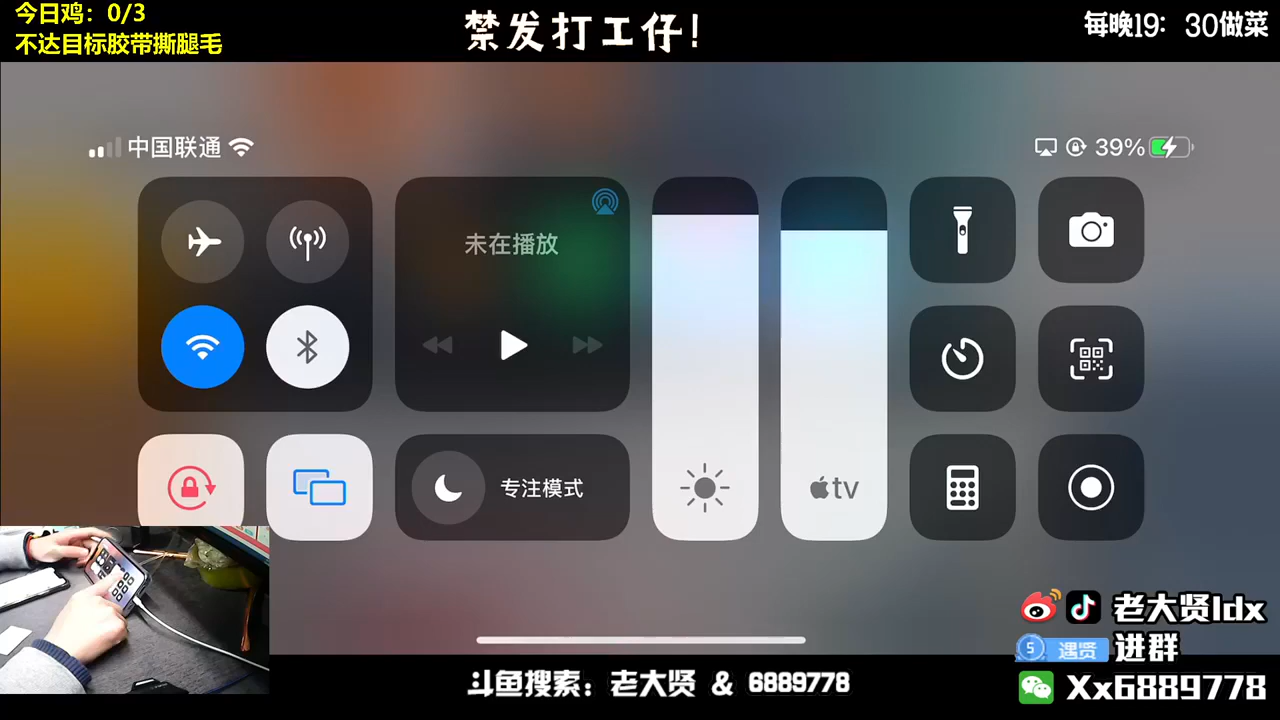 今日鸡：0/3
不达目标胶带撕腿毛
禁发打工仔!
每晚19：30做菜
中国联通
39%
未在播放
专注模式
tv
老大贤ldx
5 遇贤 进群
Xx6889778
斗鱼搜索：老大贤 & 6889778